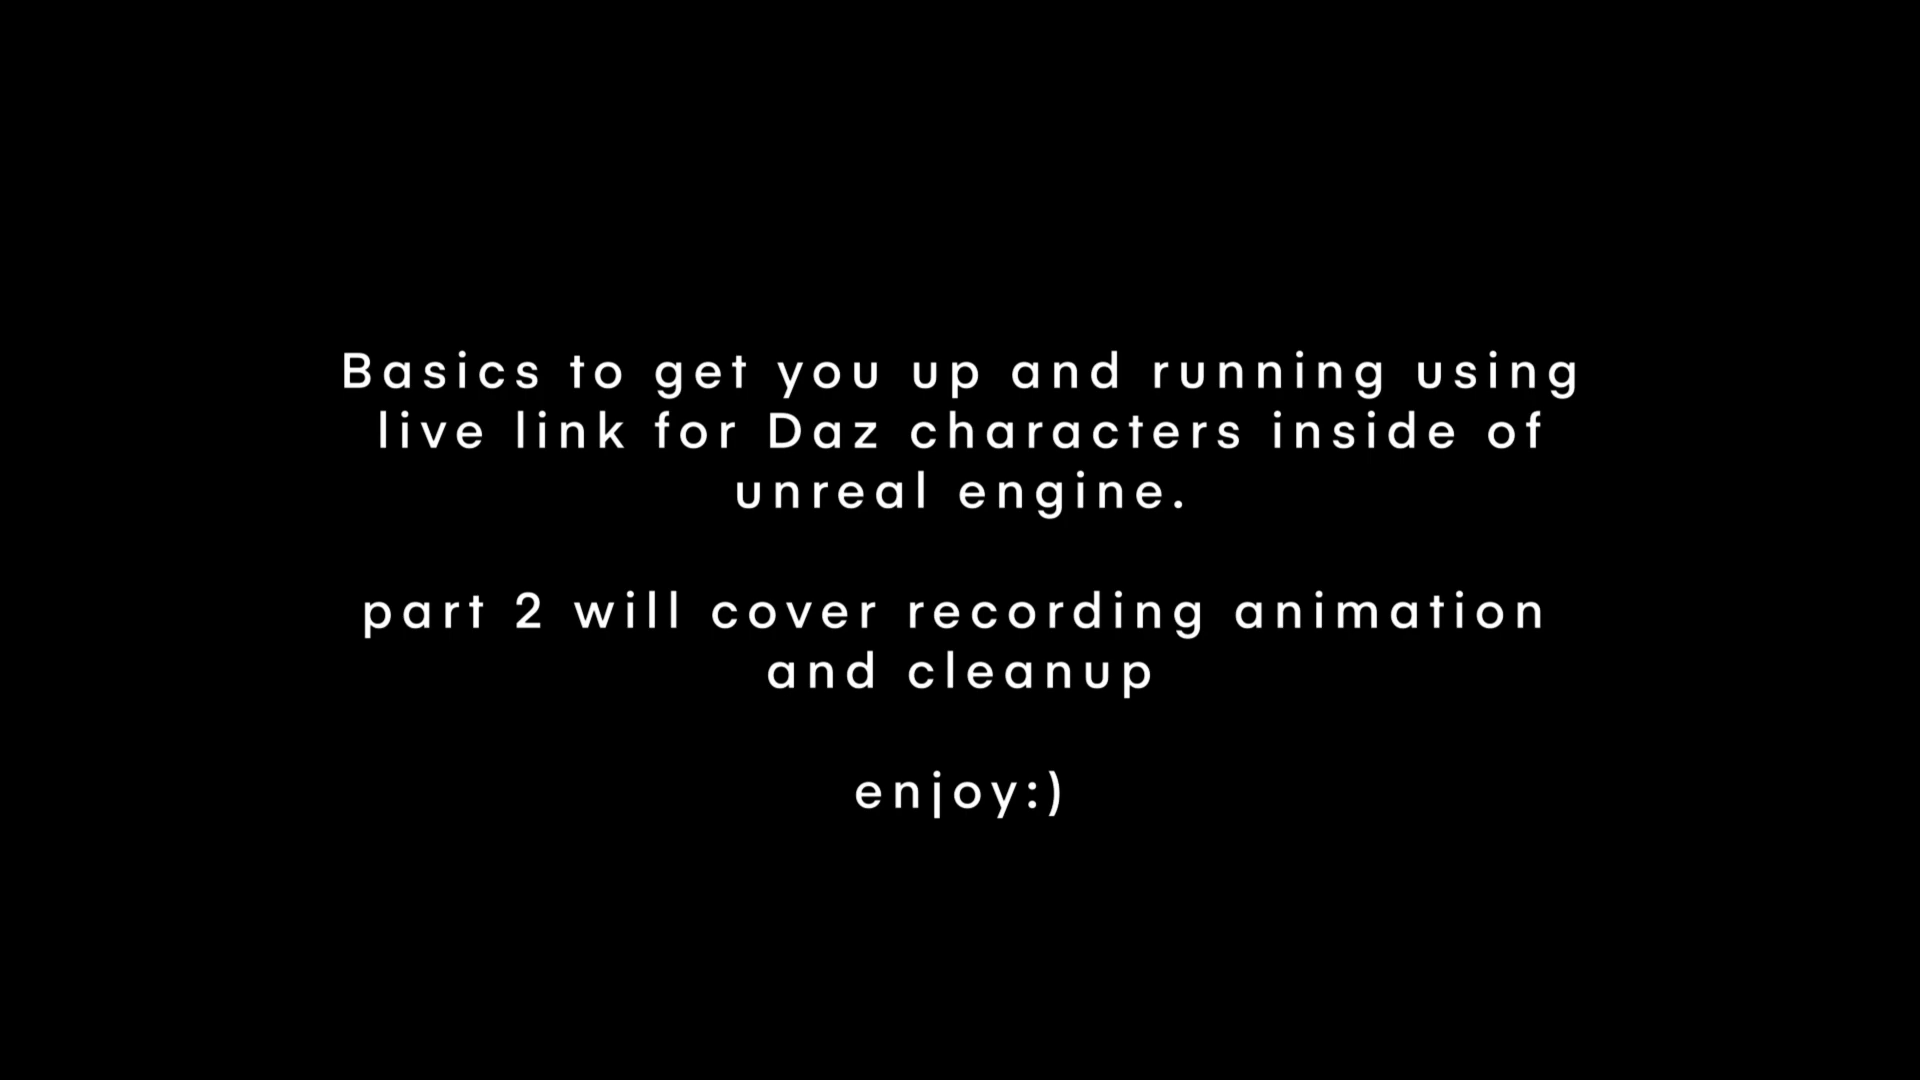 Basics to get you up and running using
live link for Daz characters inside of
unreal engine.
part 2 will cover recording animation
and cleanup
enjoy:)